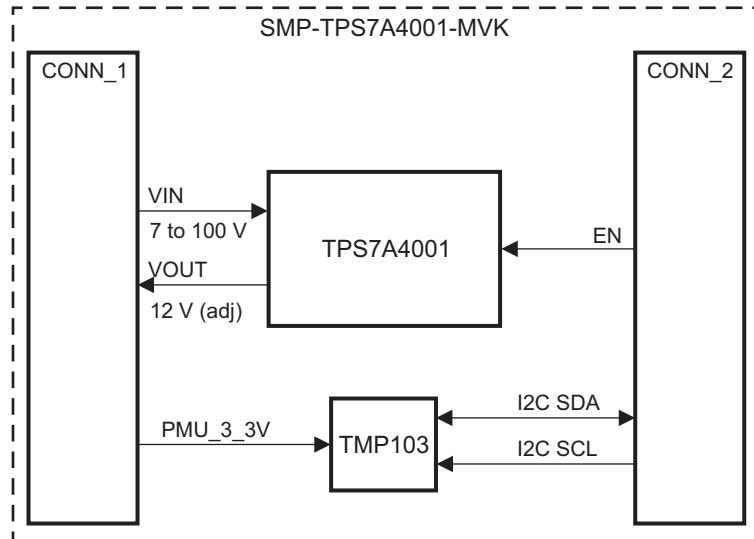 SMP-TPS7A4001-MVK
CONN_1
CONN_2
VIN
7 to 100 V
TPS7A4001
EN
VOUT
12 V (adj)
I2C SDA
PMU_3_3V
TMP103
I2C SCL